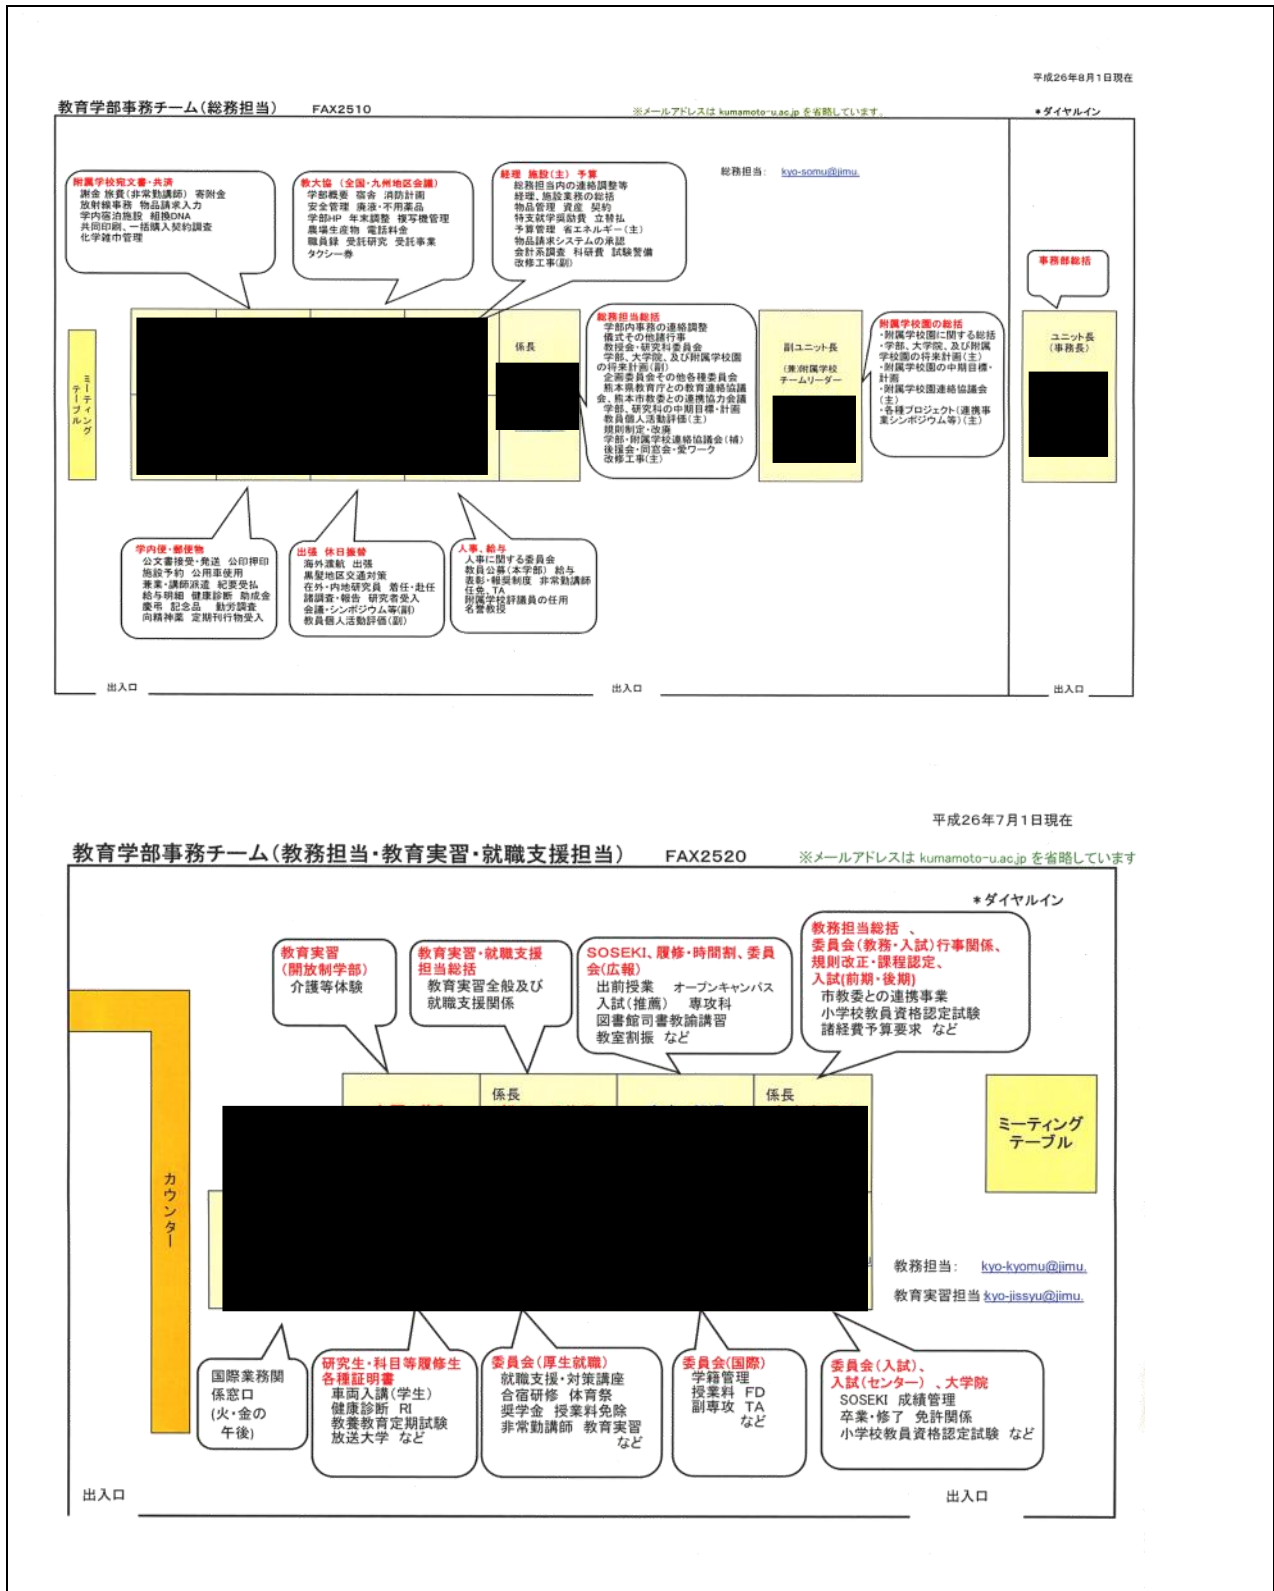 平成26年8月1日現在
教育学部事務チーム(総務担当) FAX2510 ※メールアドレスは kumamoto-u.ac.jp を省略しています。 *ダイヤルイン
総務担当: kyo-somu@jimu.
附属学校宛文書・共済
謝金 旅費(非常勤講師) 寄附金
放射線事務 物品請求入力
学内宿泊施設 組換DNA
共同印刷、一括購入契約調査
化学雑巾管理
教大協 (全国・九州地区会議)
学部概要 宿舎 消防計画
安全管理 廃液・不用薬品
学部HP 年末調整 複写機管理
農場生産物 電話料金
職員録 受託研究 受託事業
タクシー券
経理 施設(主) 予算
総務担当内の連絡調整等
経理、施設業務の総括
物品管理 資産 契約
特支就学奨励費 立替払
予算管理 省エネルギー(主)
物品請求システムの承認
会計系調査 科研費 試験警備
改修工事(副)
事務部総括
ミーティング
テーブル
係長
総務担当総括
学部内事務の連絡調整
儀式その他諸行事
教授会・研究科委員会
学部、大学院、及び附属学校園
の将来計画(副)
企画委員会その他各種委員会
熊本県教育庁との教育連絡協議
会、熊本市教委との連携協力会議
学部、研究科の中期目標・計画
教員個人活動評価(主)
規則制定・改廃
学部・附属学校連絡協議会(補)
後援会・同窓会・愛ワーク
改修工事(主)
副ユニット長
(兼)附属学校
チームリーダー
附属学校園の総括
・附属学校園に関する総括
・学部、大学院、及び附属
学校園の将来計画(主)
・附属学校園の中期目標・
計画
・附属学校園連絡協議会
(主)
・各種プロジェクト(連携事
業シンポジウム等)(主)
ユニット長
(事務長)
学内便・郵便物
公文書接受・発送 公印押印
施設予約 公用車使用
兼業・講師派遣 紀要受払
給与明細 健康診断 助成金
慶弔 記念品 勤労調査
向精神薬 定期刊行物受入
出張 休日振替
海外渡航 出張
黒髪地区交通対策
在外・内地研究員 着任・赴任
諸調査・報告 研究者受入
会議・シンポジウム等(副)
教員個人活動評価(副)
人事、給与
人事に関する委員会
教員公募(本学部) 給与
表彰・報奨制度 非常勤講師
任免、TA
附属学校評議員の任用
名誉教授
出入口 出入口 出入口
平成26年7月1日現在
教育学部事務チーム(教務担当・教育実習・就職支援担当) FAX2520 ※メールアドレスは kumamoto-u.ac.jp を省略しています
*ダイヤルイン
教育実習
(開放制学部)
介護等体験
教育実習・就職支援
担当総括
教育実習全般及び
就職支援関係
SOSEKI、履修・時間割、委員
会(広報)
出前授業 オープンキャンパス
入試(推薦) 専攻科
図書館司書教諭講習
教室割振 など
教務担当総括 、
委員会(教務・入試)行事関係、
規則改正・課程認定、
入試(前期・後期)
市教委との連携事業
小学校教員資格認定試験
諸経費予算要求 など
係長 係長
ミーティング
テーブル
カウンター
教務担当: kyo-kyomu@jimu.
教育実習担当 kyo-jissyu@jimu.
国際業務関
係窓口
(火・金の
午後)
研究生・科目等履修生
各種証明書
車両入講(学生)
健康診断 RI
教養教育定期試験
放送大学 など
委員会(厚生就職)
就職支援・対策講座
合宿研修 体育祭
奨学金 授業料免除
非常勤講師 教育実習
など
委員会(国際)
学籍管理
授業料 FD
副専攻 TA
など
委員会(入試)、
入試(センター) 、大学院
SOSEKI 成績管理
卒業・修了 免許関係
小学校教員資格認定試験 など
出入口 出入口